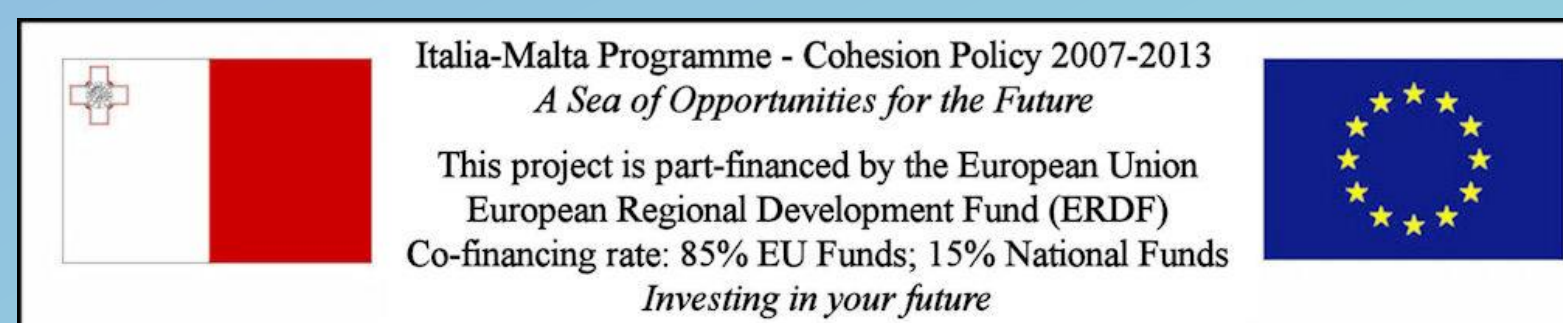 Italia-Malta Programme - Cohesion Policy 2007-2013
A Sea of Opportunities for the Future
This project is part-financed by the European Union
European Regional Development Fund (ERDF)
Co-financing rate: 85% EU Funds; 15% National Funds
Investing in your future